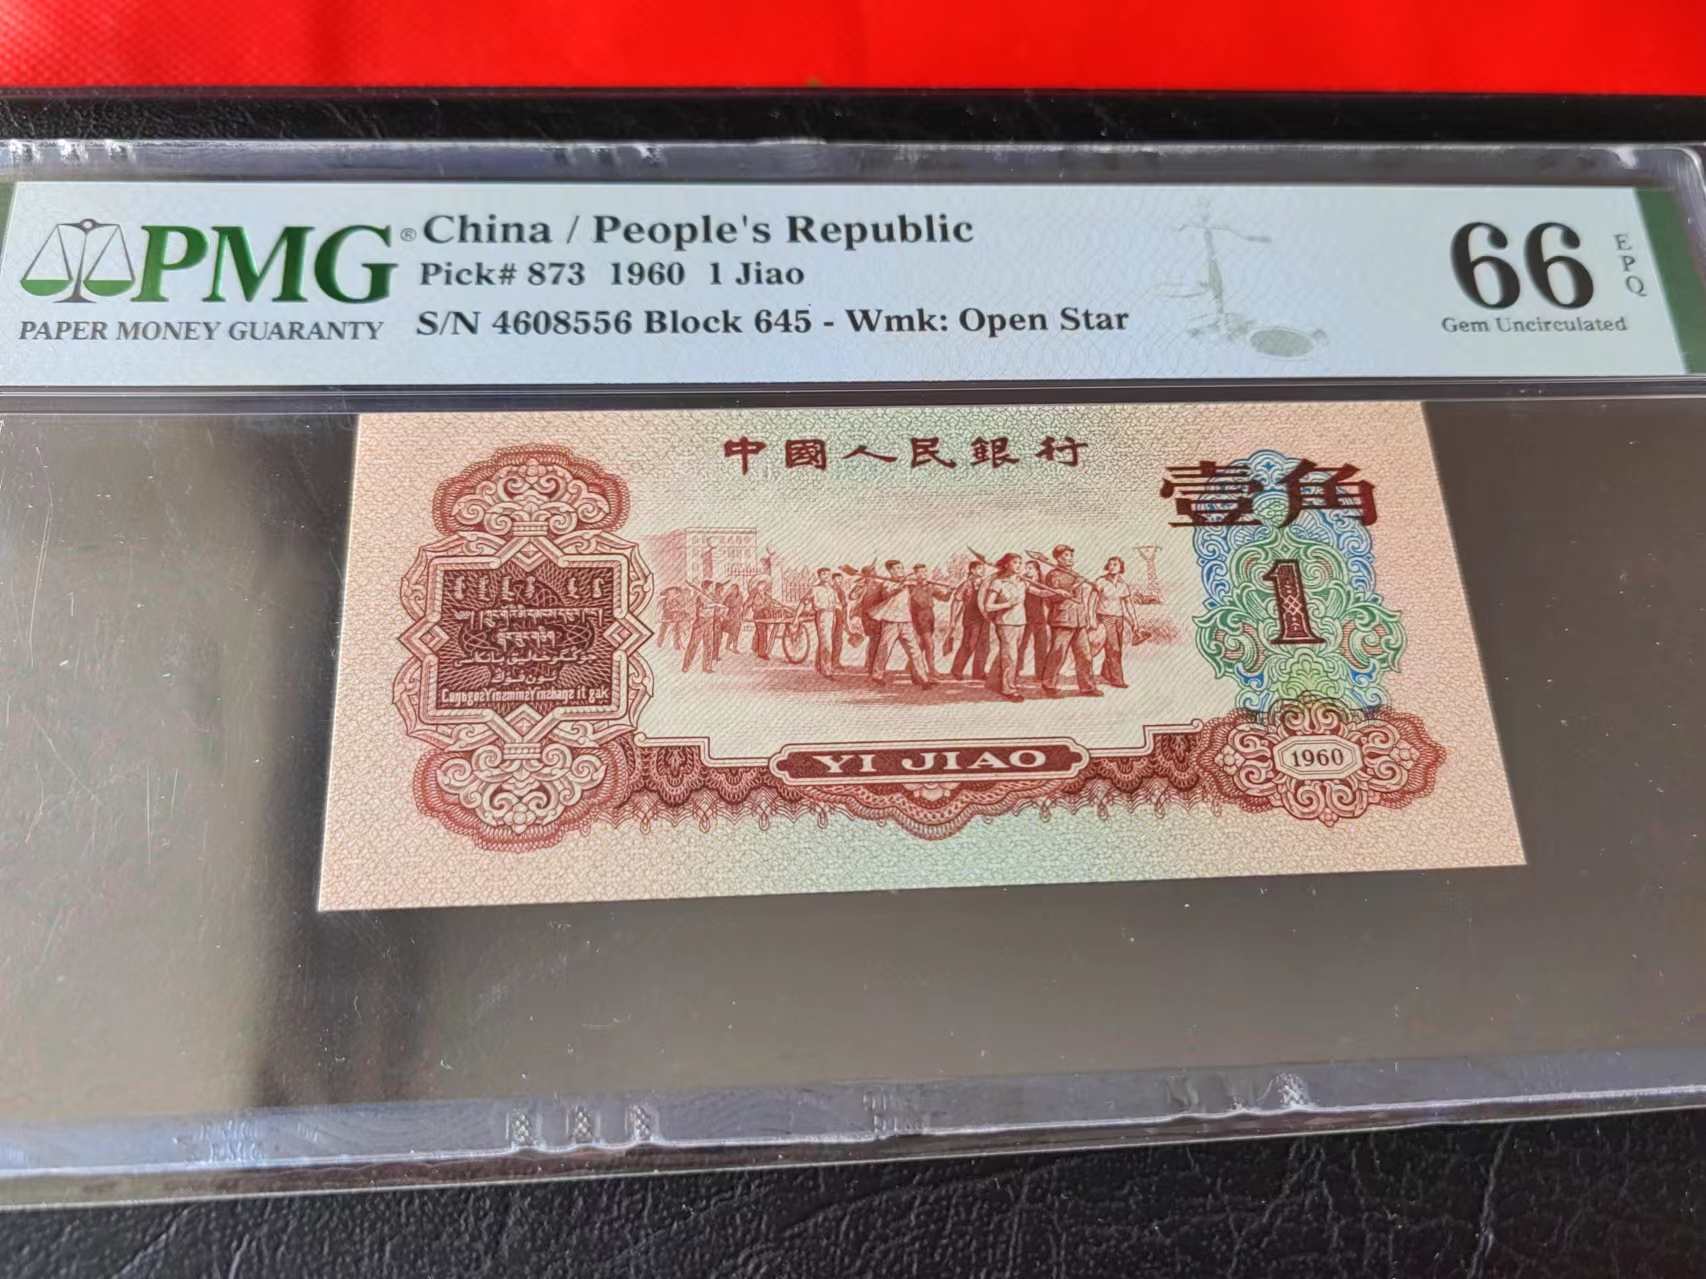 PMG® China / People's Republic
Pick# 873 1960 1 Jiao
PAPER MONEY GUARANTY
S/N 4608556 Block 645 - Wmk: Open Star
66
EPQ
Gem Uncirculated
中國人民銀行
壹角
1
YI JIAO
1960